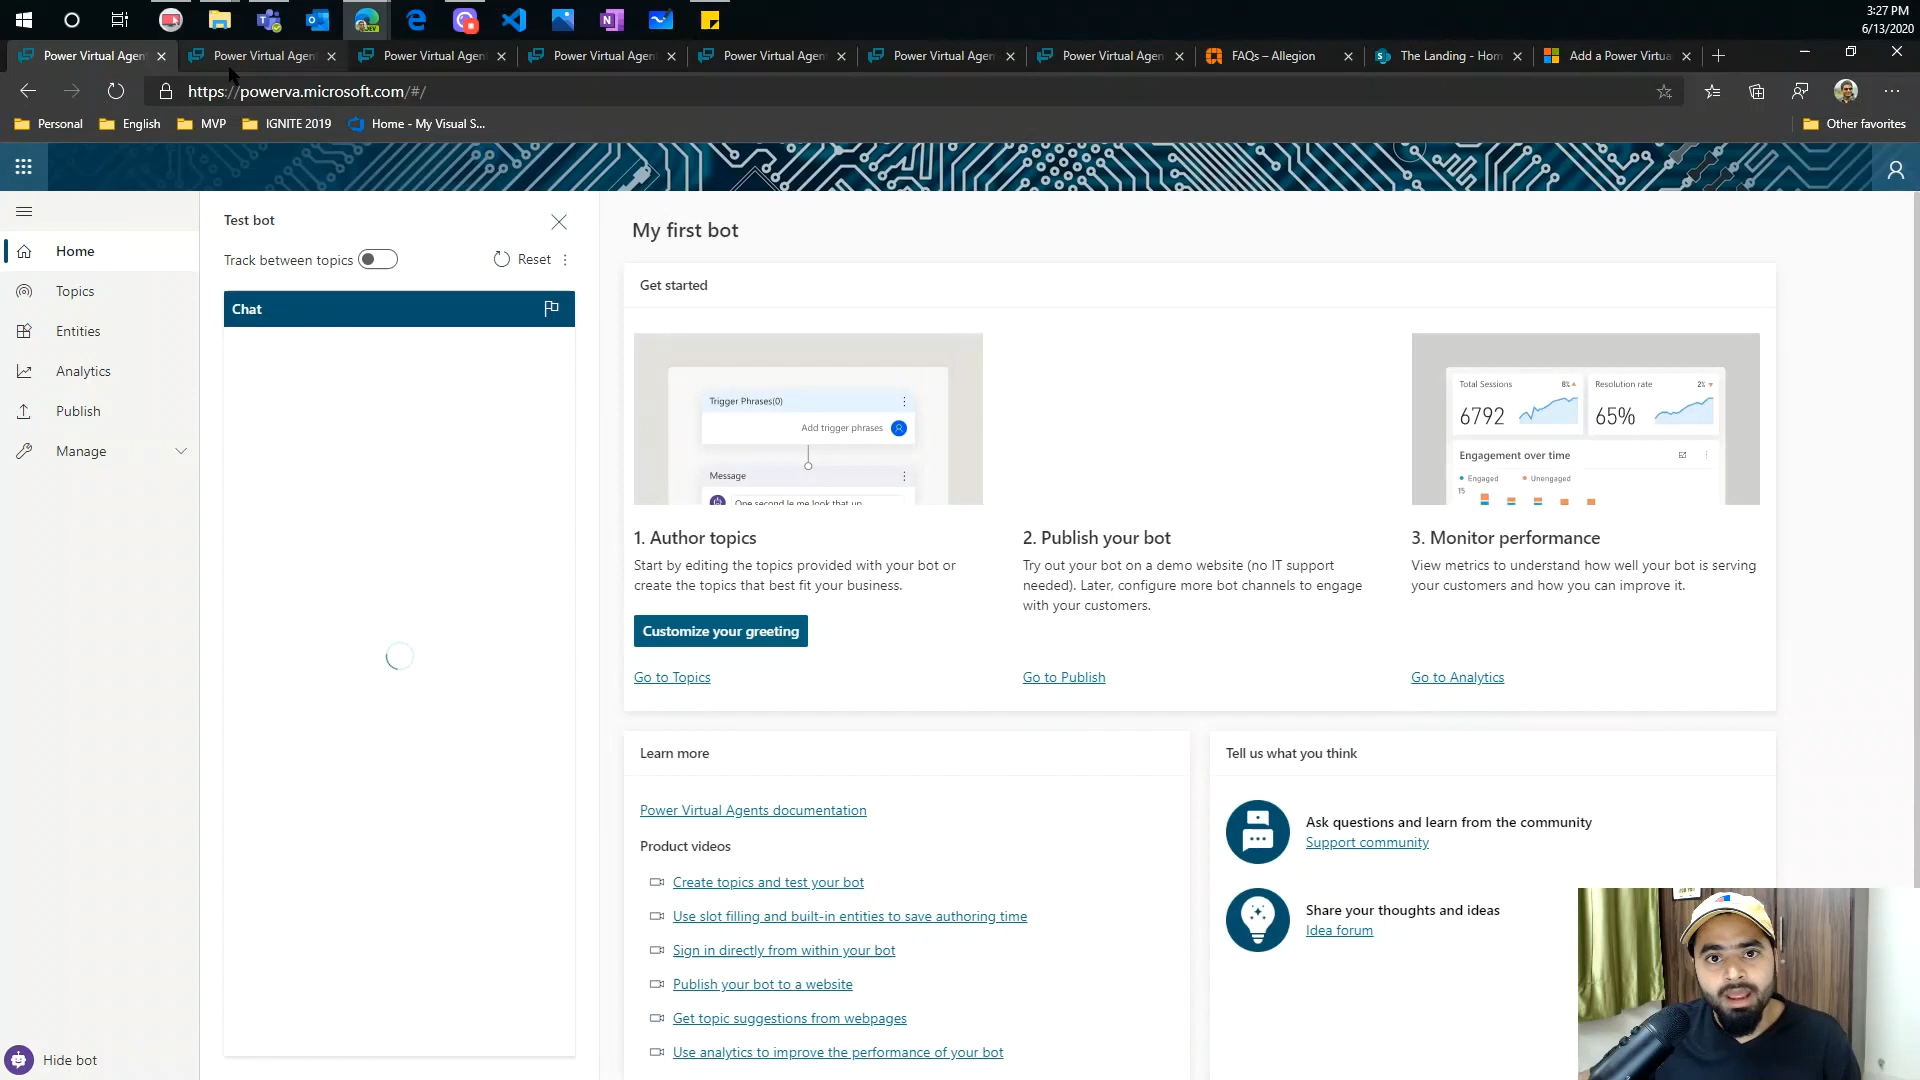 3:27 PM
6/13/2020
Power Virtual Agen
Power Virtual Agen
Power Virtual Agen
Power Virtual Agen
Power Virtual Agen
Power Virtual Agen
Power Virtual Agen
FAQs – Allegion
The Landing - Hom
Add a Power Virtua
https://powerva.microsoft.com/#/
Personal
English
MVP
IGNITE 2019
Home - My Visual S...
Other favorites
Home
Topics
Entities
Analytics
Publish
Manage
Hide bot
Test bot
Track between topics
Reset
Chat
My first bot
Get started
Trigger Phrases(0)
Add trigger phrases
Message
One second le me look that up
1. Author topics
Start by editing the topics provided with your bot or
create the topics that best fit your business.
Customize your greeting
Go to Topics
2. Publish your bot
Try out your bot on a demo website (no IT support
needed). Later, configure more bot channels to engage
with your customers.
Go to Publish
Total Sessions
8%
6792
Resolution rate
2%
65%
Engagement over time
Engaged
Unengaged
15
3. Monitor performance
View metrics to understand how well your bot is serving
your customers and how you can improve it.
Go to Analytics
Learn more
Power Virtual Agents documentation
Product videos
Create topics and test your bot
Use slot filling and built-in entities to save authoring time
Sign in directly from within your bot
Publish your bot to a website
Get topic suggestions from webpages
Use analytics to improve the performance of your bot
Tell us what you think
Ask questions and learn from the community
Support community
Share your thoughts and ideas
Idea forum